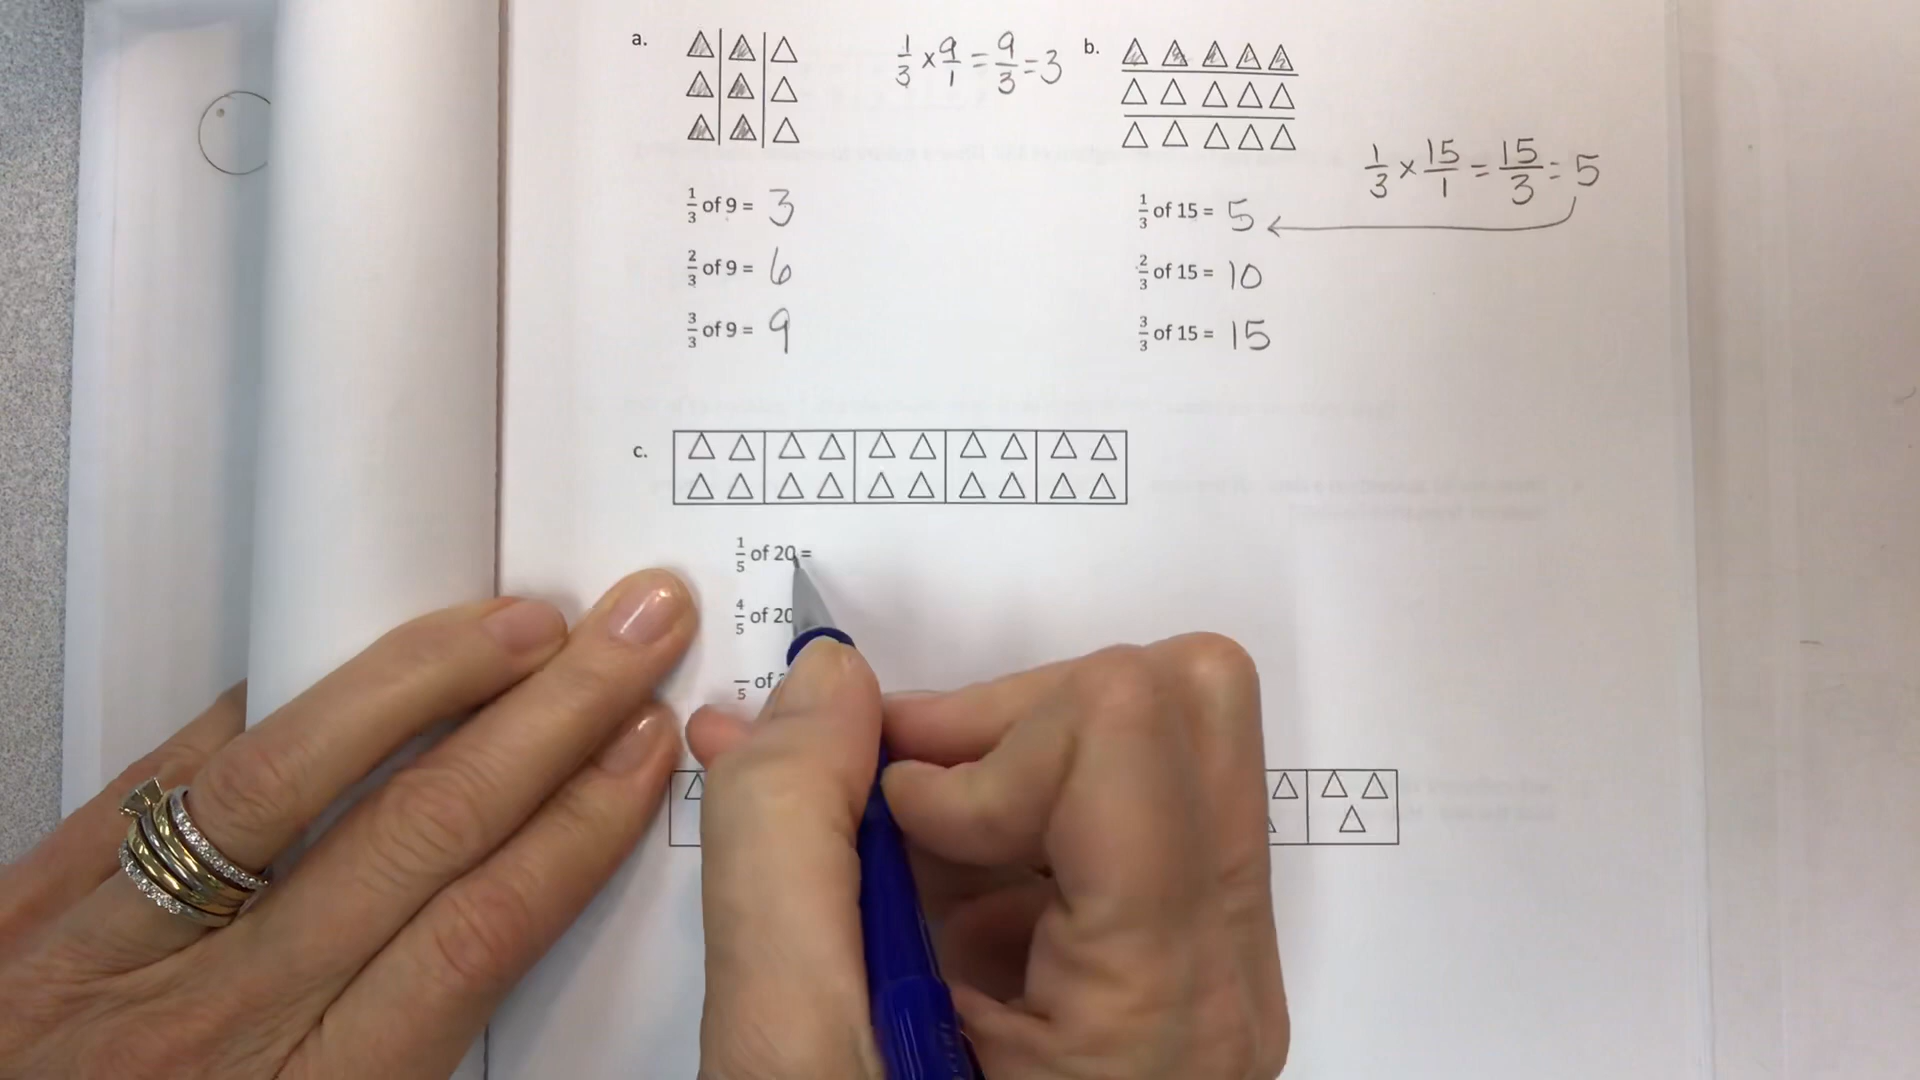 a.
1/3 × 9/1 = 9/3 = 3
1/3 of 9 = 3
2/3 of 9 = 6
3/3 of 9 = 9
b.
1/3 × 15/1 = 15/3 = 5
1/3 of 15 = 5
2/3 of 15 = 10
3/3 of 15 = 15
c.
1/5 of 20 =
4/5 of 20
/5 of